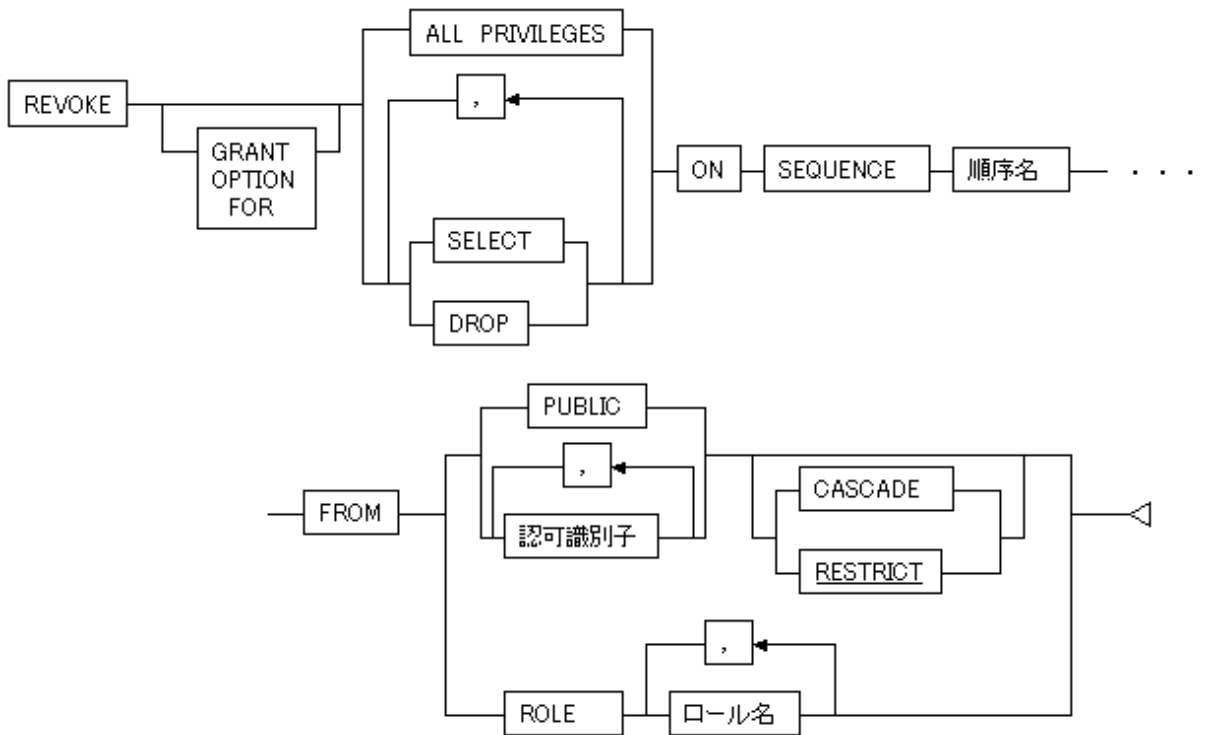 ALL PRIVILEGES
REVOKE
,
GRANT
OPTION
FOR
ON
SEQUENCE
順序名
・・・
SELECT
DROP
PUBLIC
,
FROM
認可識別子
CASCADE
RESTRICT
,
ROLE
ロール名